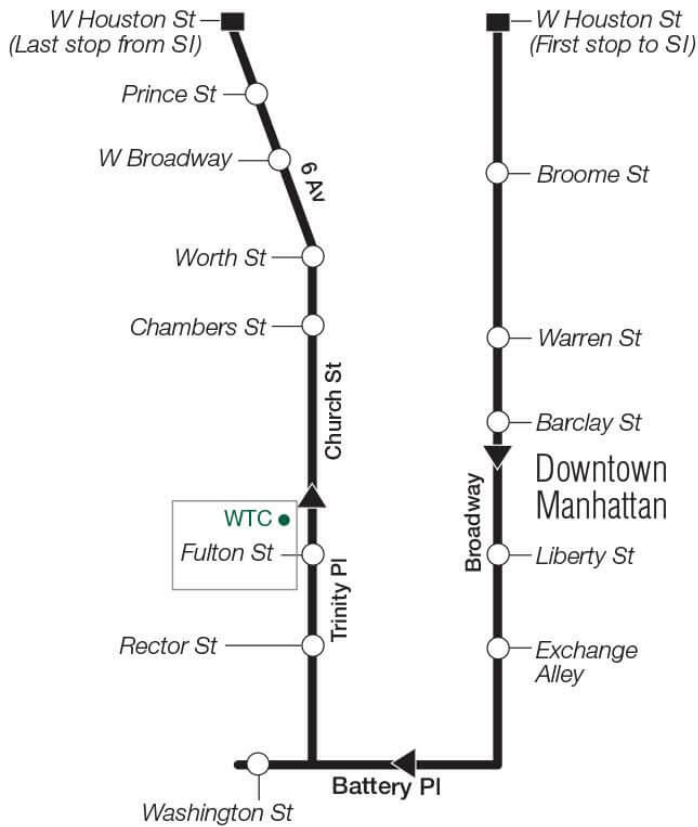 W Houston St
(Last stop from SI)
Prince St
W Broadway
6 Av
Worth St
Chambers St
Church St
WTC
Fulton St
Trinity Pl
Rector St
W Houston St
(First stop to SI)
Broome St
Warren St
Barclay St
Downtown
Manhattan
Broadway
Liberty St
Exchange
Alley
Battery Pl
Washington St